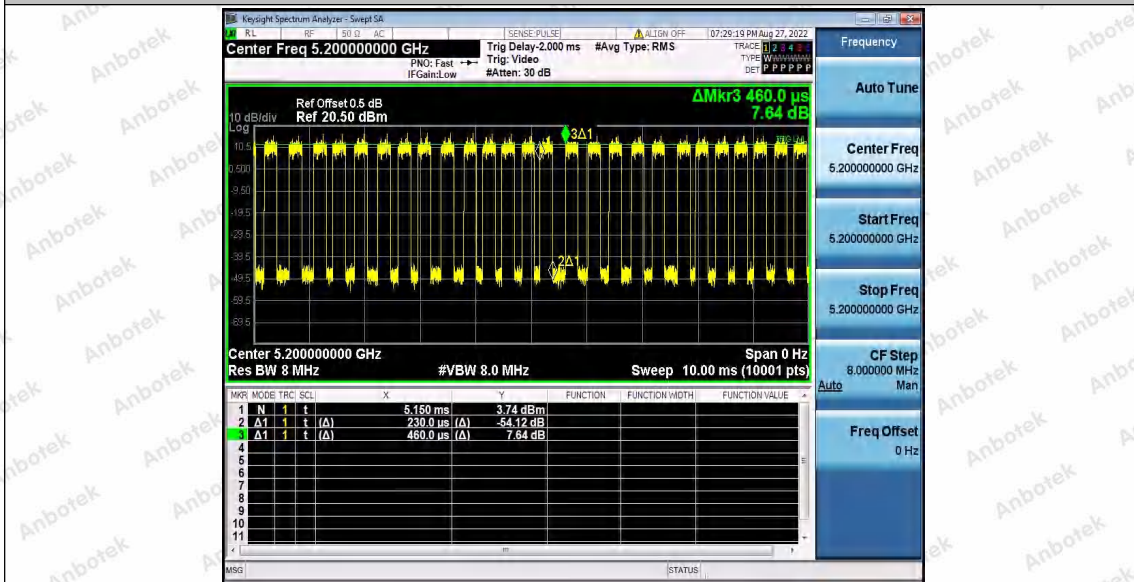 Keysight Spectrum Analyzer - Swept SA
RL RF 50 Ω AC SENSE:PULSE ALIGN OFF 07:29:19 PM Aug 27, 2022
Center Freq 5.200000000 GHz
PNO: Fast
IFGain:Low
Trig Delay-2.000 ms
Trig: Video
#Atten: 30 dB
#Avg Type: RMS
TRACE 1 2 3 4 5 6
TYPE WWWWWW
DET P P P P P P
Frequency
ΔMkr3 460.0 µs
7.64 dB
Ref Offset 0.5 dB
10 dB/div Ref 20.50 dBm
Log
3Δ1
10.5
0.500
-9.50
-19.5
-29.5
-39.5
2Δ1
-49.5
-59.5
-69.5
Center 5.200000000 GHz Span 0 Hz
Res BW 8 MHz #VBW 8.0 MHz Sweep 10.00 ms (10001 pts)
MKR MODE TRC SCL X Y FUNCTION FUNCTION WIDTH FUNCTION VALUE
1 N 1 t 5.150 ms 3.74 dBm
2 Δ1 1 t (Δ) 230.0 µs (Δ) -54.12 dB
3 Δ1 1 t (Δ) 460.0 µs (Δ) 7.64 dB
4
5
6
7
8
9
10
11
MSG STATUS
Auto Tune
Center Freq
5.200000000 GHz
Start Freq
5.200000000 GHz
Stop Freq
5.200000000 GHz
CF Step
8.000000 MHz
Auto Man
Freq Offset
0 Hz
Anbotek